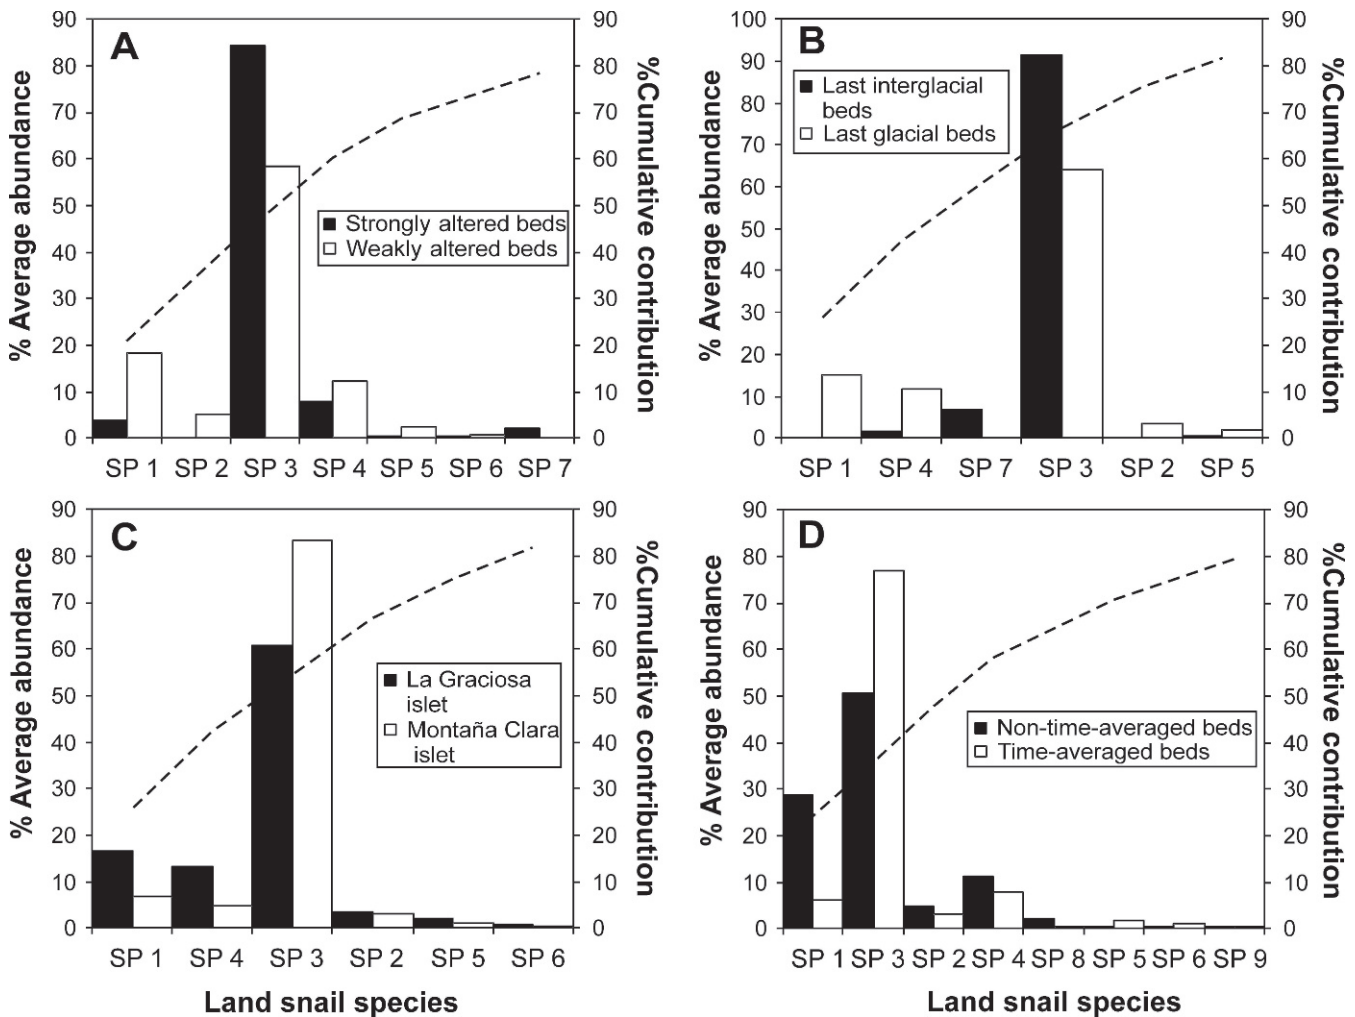 A
% Average abundance
90
80
70
60
50
40
30
20
10
0
Strongly altered beds
Weakly altered beds
90
80
70
60
50
40
30
20
10
0
%Cumulative contribution
SP 1 SP 2 SP 3 SP 4 SP 5 SP 6 SP 7
B
% Average abundance
100
90
80
70
60
50
40
30
20
10
0
Last interglacial
beds
Last glacial beds
90
80
70
60
50
40
30
20
10
0
%Cumulative contribution
SP 1 SP 4 SP 7 SP 3 SP 2 SP 5
C
% Average abundance
90
80
70
60
50
40
30
20
10
0
La Graciosa
islet
Montaña Clara
islet
90
80
70
60
50
40
30
20
10
0
%Cumulative contribution
SP 1 SP 4 SP 3 SP 2 SP 5 SP 6
Land snail species
D
% Average abundance
90
80
70
60
50
40
30
20
10
0
Non-time-averaged beds
Time-averaged beds
90
80
70
60
50
40
30
20
10
0
%Cumulative contribution
SP 1 SP 3 SP 2 SP 4 SP 8 SP 5 SP 6 SP 9
Land snail species